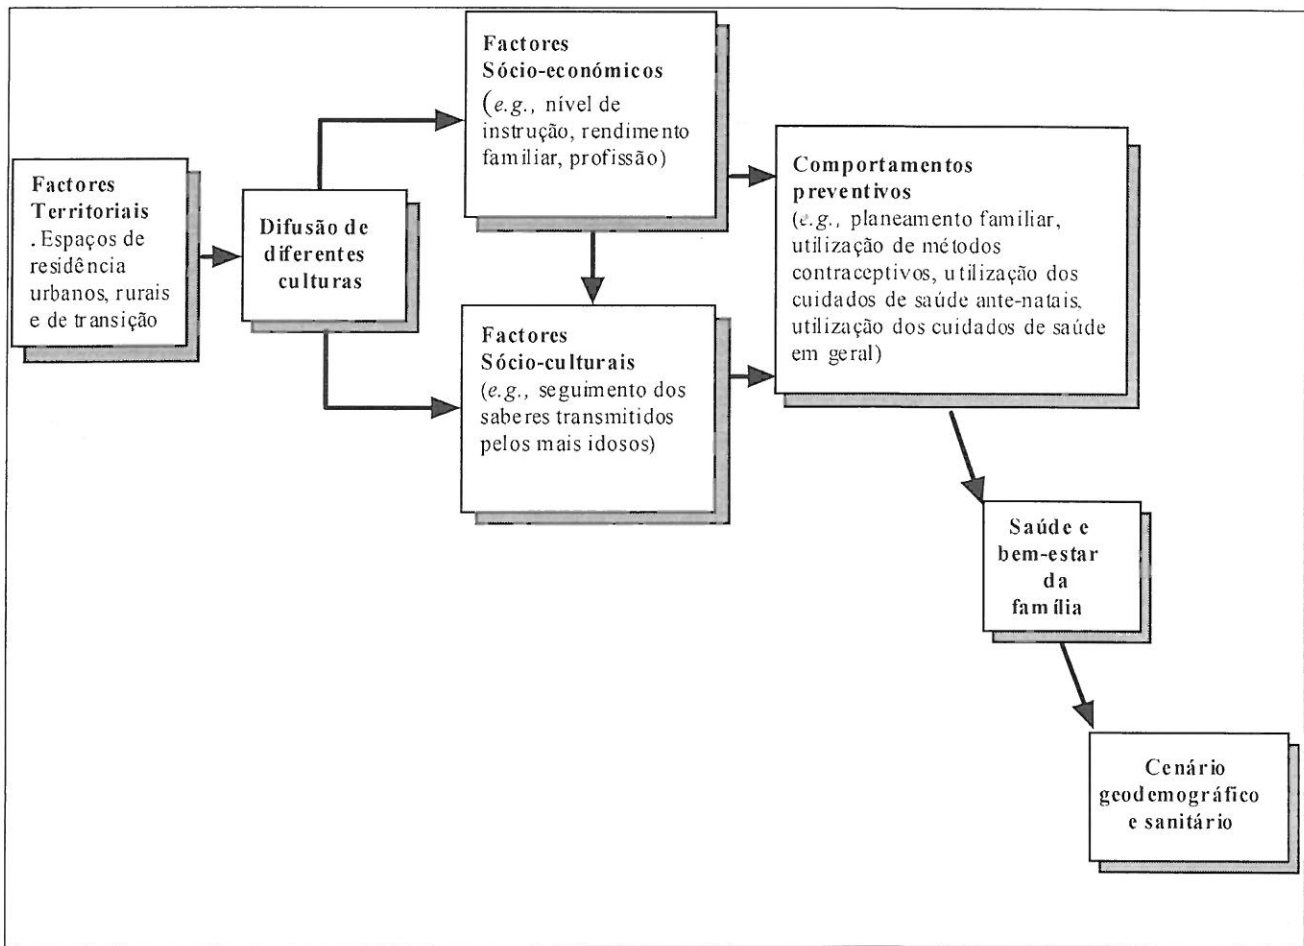 Factores
Sócio-económicos
(e.g., nível de
instrução, rendimento
familiar, profissão)
Factores
Territoriais
. Espaços de
residência
urbanos, rurais
e de transição
Difusão de
diferentes
culturas
Comportamentos
preventivos
(e.g., planeamento familiar,
utilização de métodos
contraceptivos, utilização dos
cuidados de saúde ante-natais,
utilização dos cuidados de saúde
em geral)
Factores
Sócio-culturais
(e.g., seguimento dos
saberes transmitidos
pelos mais idosos)
Saúde e
bem-estar
da
família
Cenário
geodemográfico
e sanitário